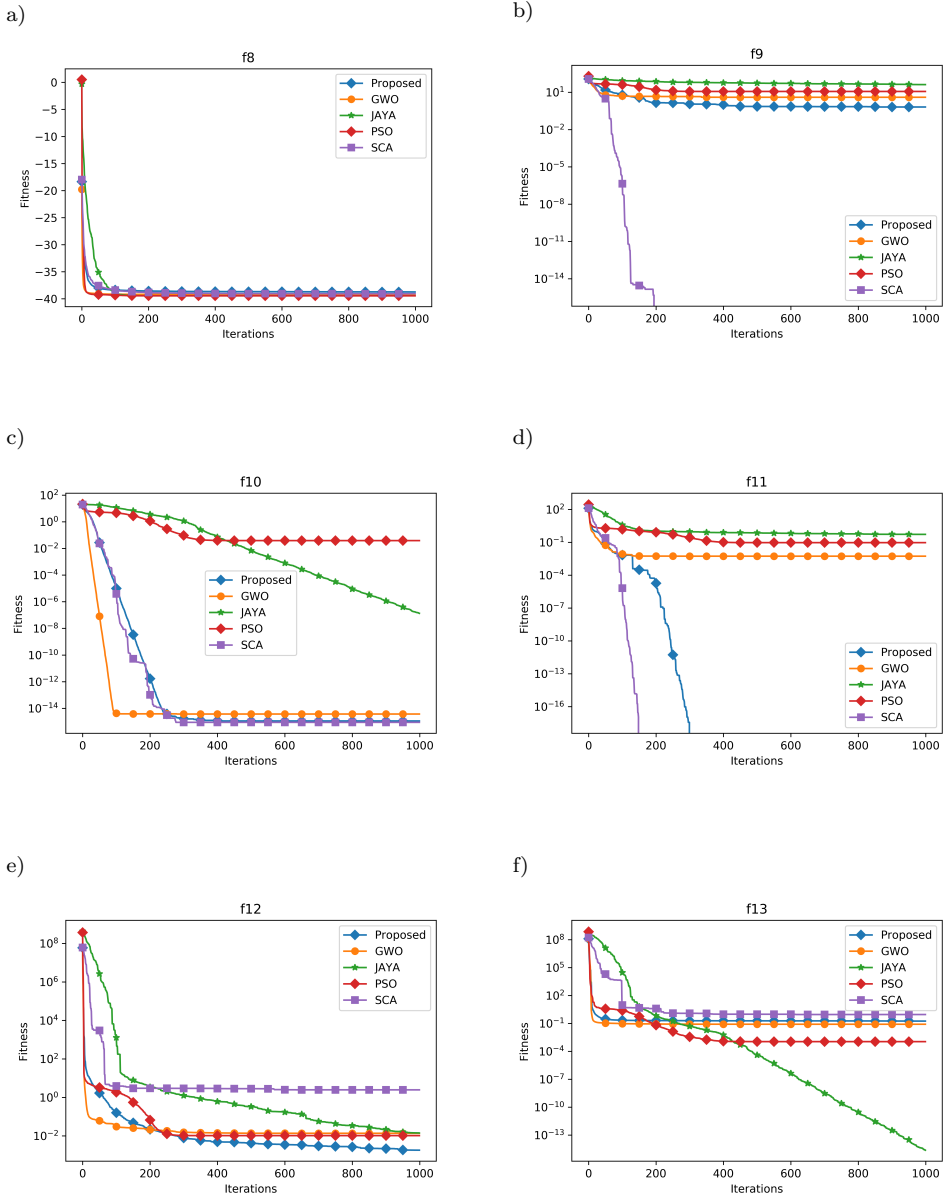 a)
f8
Fitness
0
−5
−10
−15
−20
−25
−30
−35
−40
0 200 400 600 800 1000
Iterations
Proposed
GWO
JAYA
PSO
SCA
b)
f9
Fitness
10^1
10^−2
10^−5
10^−8
10^−11
10^−14
0 200 400 600 800 1000
Iterations
Proposed
GWO
JAYA
PSO
SCA
c)
f10
Fitness
10^2
10^0
10^−2
10^−4
10^−6
10^−8
10^−10
10^−12
10^−14
0 200 400 600 800 1000
Iterations
Proposed
GWO
JAYA
PSO
SCA
d)
f11
Fitness
10^2
10^−1
10^−4
10^−7
10^−10
10^−13
10^−16
0 200 400 600 800 1000
Iterations
Proposed
GWO
JAYA
PSO
SCA
e)
f12
Fitness
10^8
10^6
10^4
10^2
10^0
10^−2
0 200 400 600 800 1000
Iterations
Proposed
GWO
JAYA
PSO
SCA
f)
f13
Fitness
10^8
10^5
10^2
10^−1
10^−4
10^−7
10^−10
10^−13
0 200 400 600 800 1000
Iterations
Proposed
GWO
JAYA
PSO
SCA